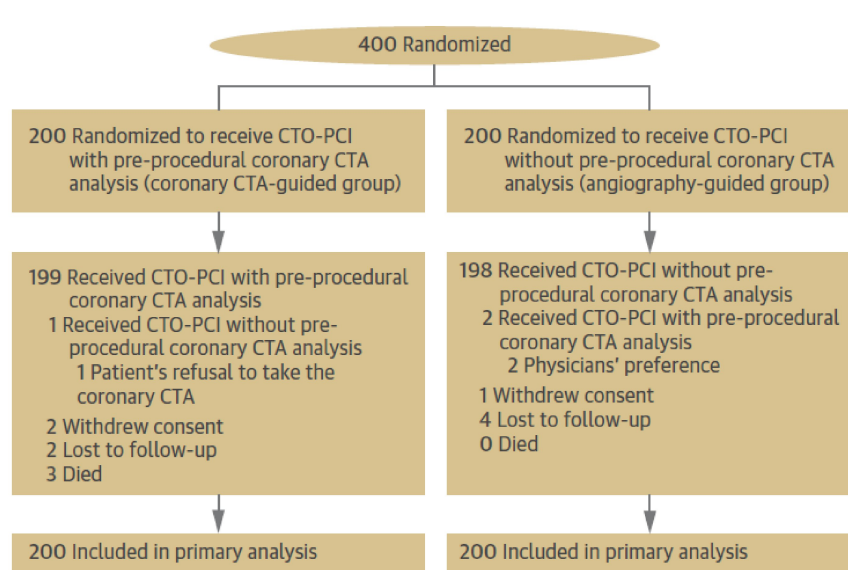 400 Randomized
200 Randomized to receive CTO-PCI
with pre-procedural coronary CTA
analysis (coronary CTA-guided group)
200 Randomized to receive CTO-PCI
without pre-procedural coronary CTA
analysis (angiography-guided group)
199 Received CTO-PCI with pre-procedural
coronary CTA analysis
1 Received CTO-PCI without pre-
procedural coronary CTA analysis
1 Patient's refusal to take the
coronary CTA
2 Withdrew consent
2 Lost to follow-up
3 Died
198 Received CTO-PCI without pre-
procedural coronary CTA analysis
2 Received CTO-PCI with pre-procedural
coronary CTA analysis
2 Physicians' preference
1 Withdrew consent
4 Lost to follow-up
0 Died
200 Included in primary analysis
200 Included in primary analysis